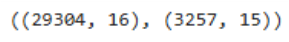 ((29304, 16), (3257, 15))